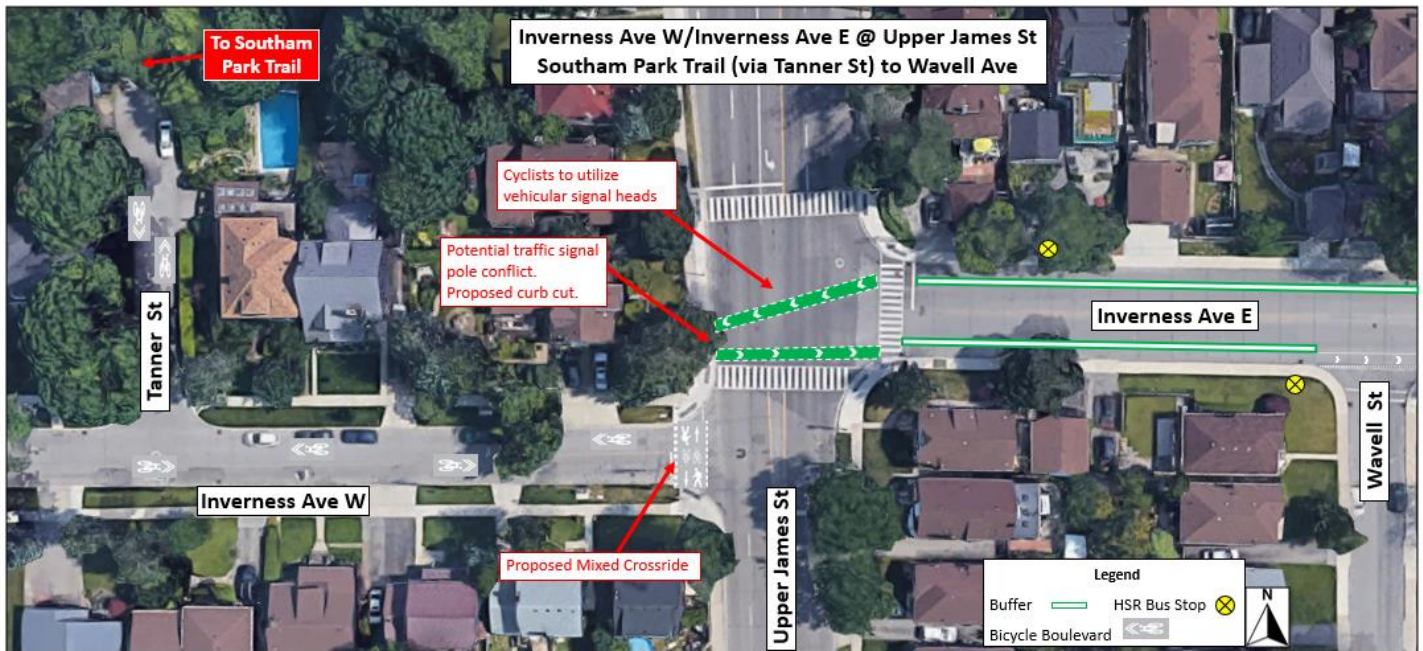 To Southam
Park Trail
Inverness Ave W/Inverness Ave E @ Upper James St
Southam Park Trail (via Tanner St) to Wavell Ave
Cyclists to utilize
vehicular signal heads
Potential traffic signal
pole conflict.
Proposed curb cut.
Tanner St
Inverness Ave E
Wavell St
Inverness Ave W
Upper James St
Proposed Mixed Crossride
Legend
Buffer
HSR Bus Stop
Bicycle Boulevard
N